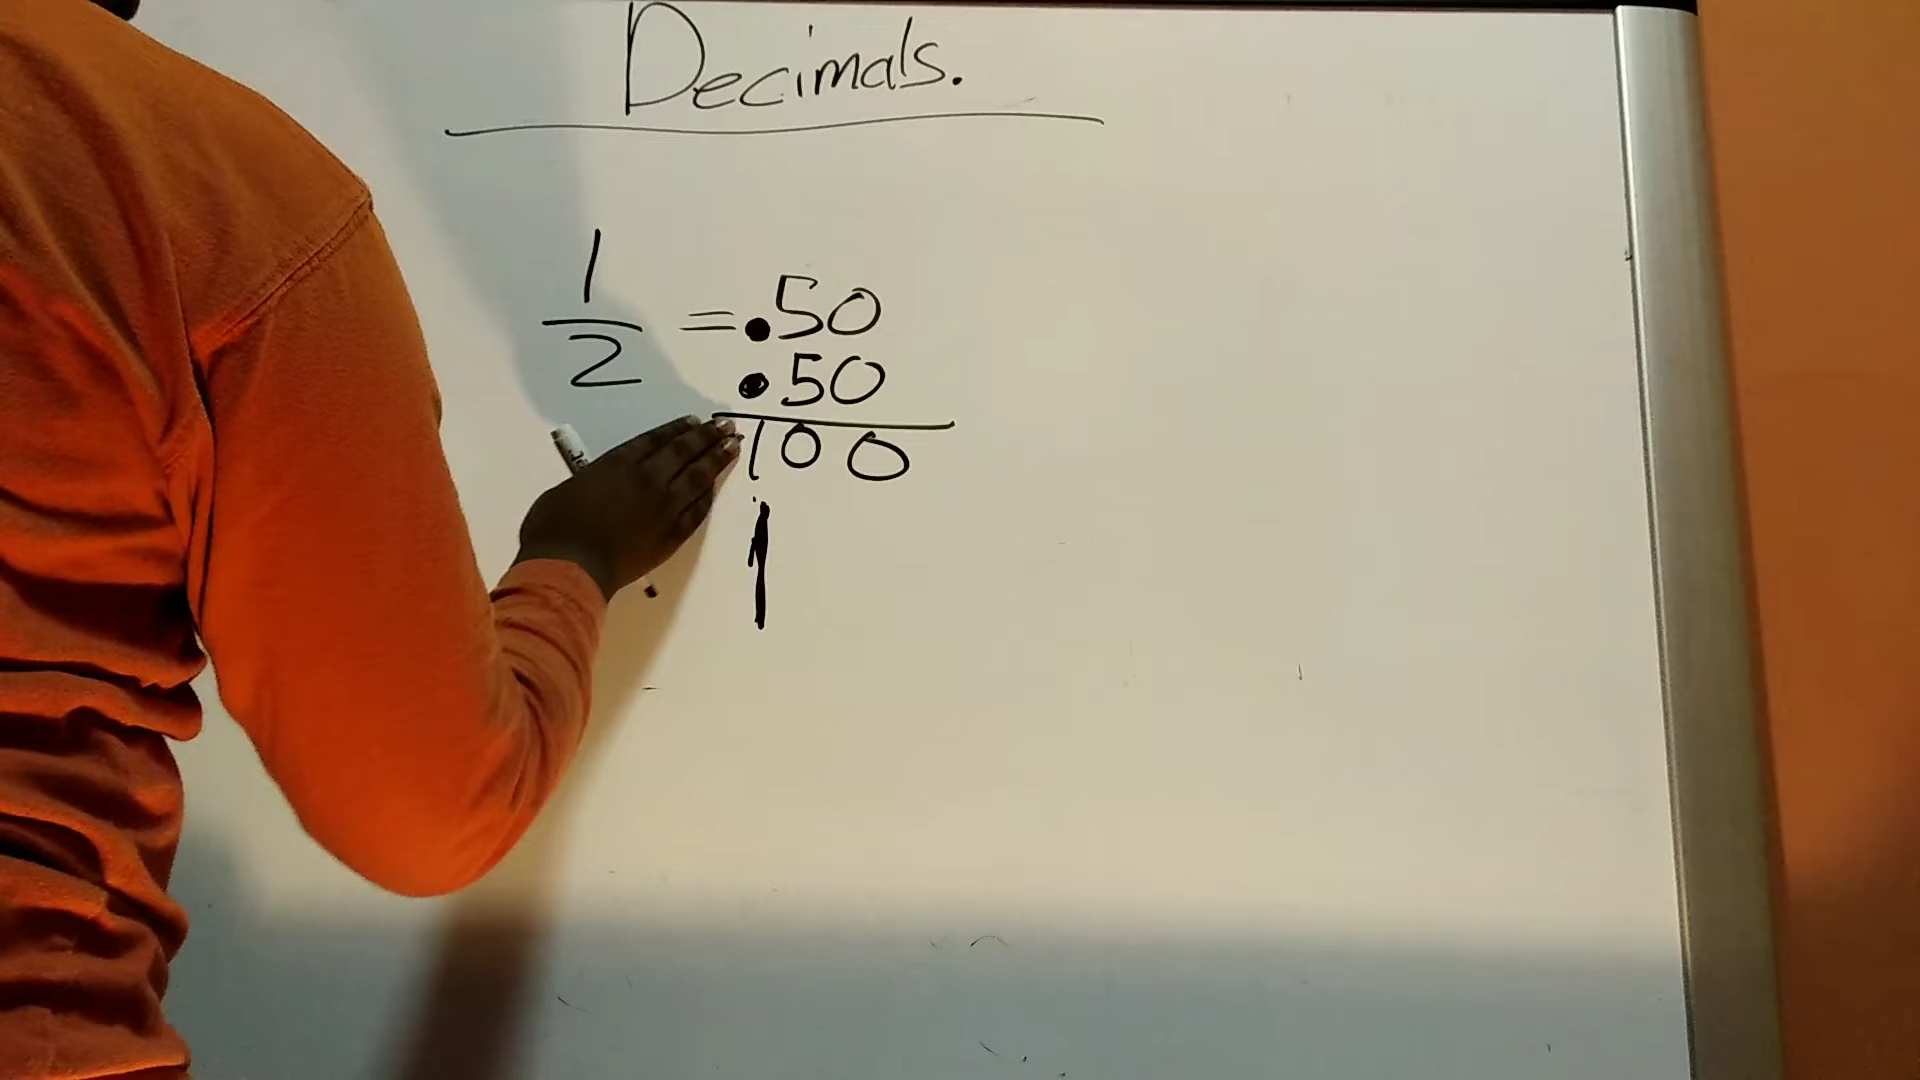 Decimals.
1/2 = .50
.50
100
1